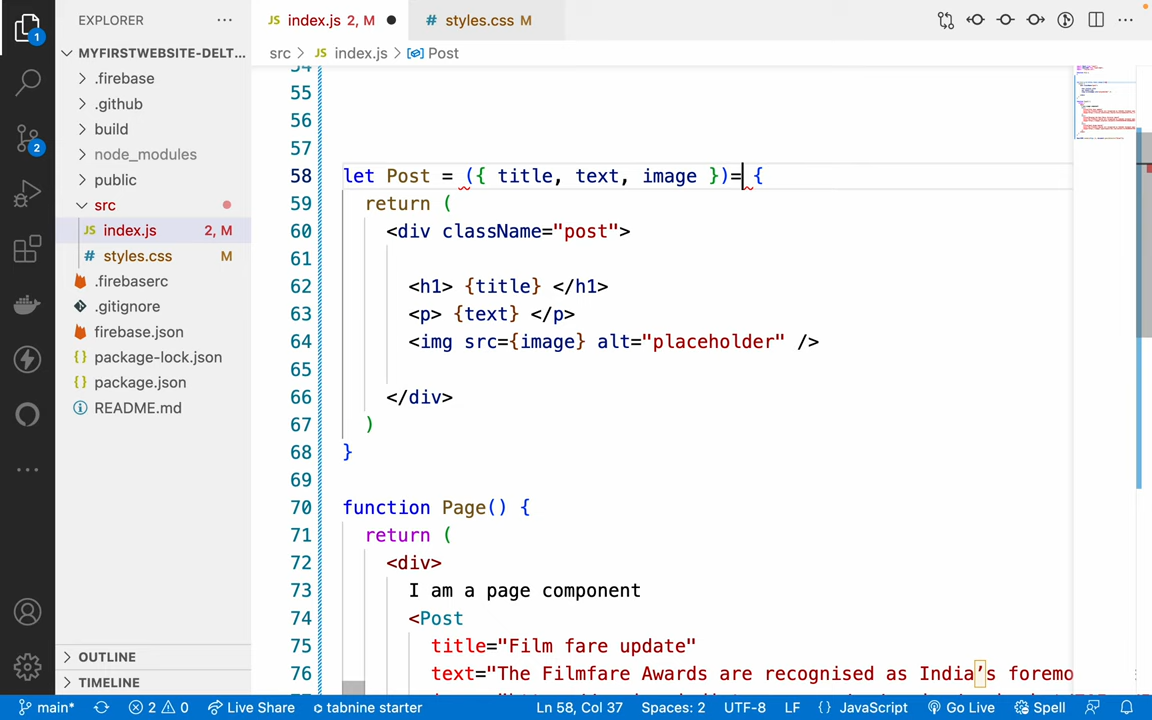 EXPLORER
index.js 2, M
styles.css M
MYFIRSTWEBSITE-DELT...
src > JS index.js > Post
.firebase
.github
build
node_modules
public
src
JS index.js 2, M
# styles.css M
.firebaserc
.gitignore
firebase.json
{} package-lock.json
{} package.json
README.md
OUTLINE
TIMELINE
1
2
54
55
56
57
58 let Post = ({ title, text, image })= {
59 return (
60 <div className="post">
61
62 <h1> {title} </h1>
63 <p> {text} </p>
64 <img src={image} alt="placeholder" />
65
66 </div>
67 )
68 }
69
70 function Page() {
71 return (
72 <div>
73 I am a page component
74 <Post
75 title="Film fare update"
76 text="The Filmfare Awards are recognised as India’s foremo
main* 2 0 Live Share tabnine starter Ln 58, Col 37 Spaces: 2 UTF-8 LF {} JavaScript Go Live Spell